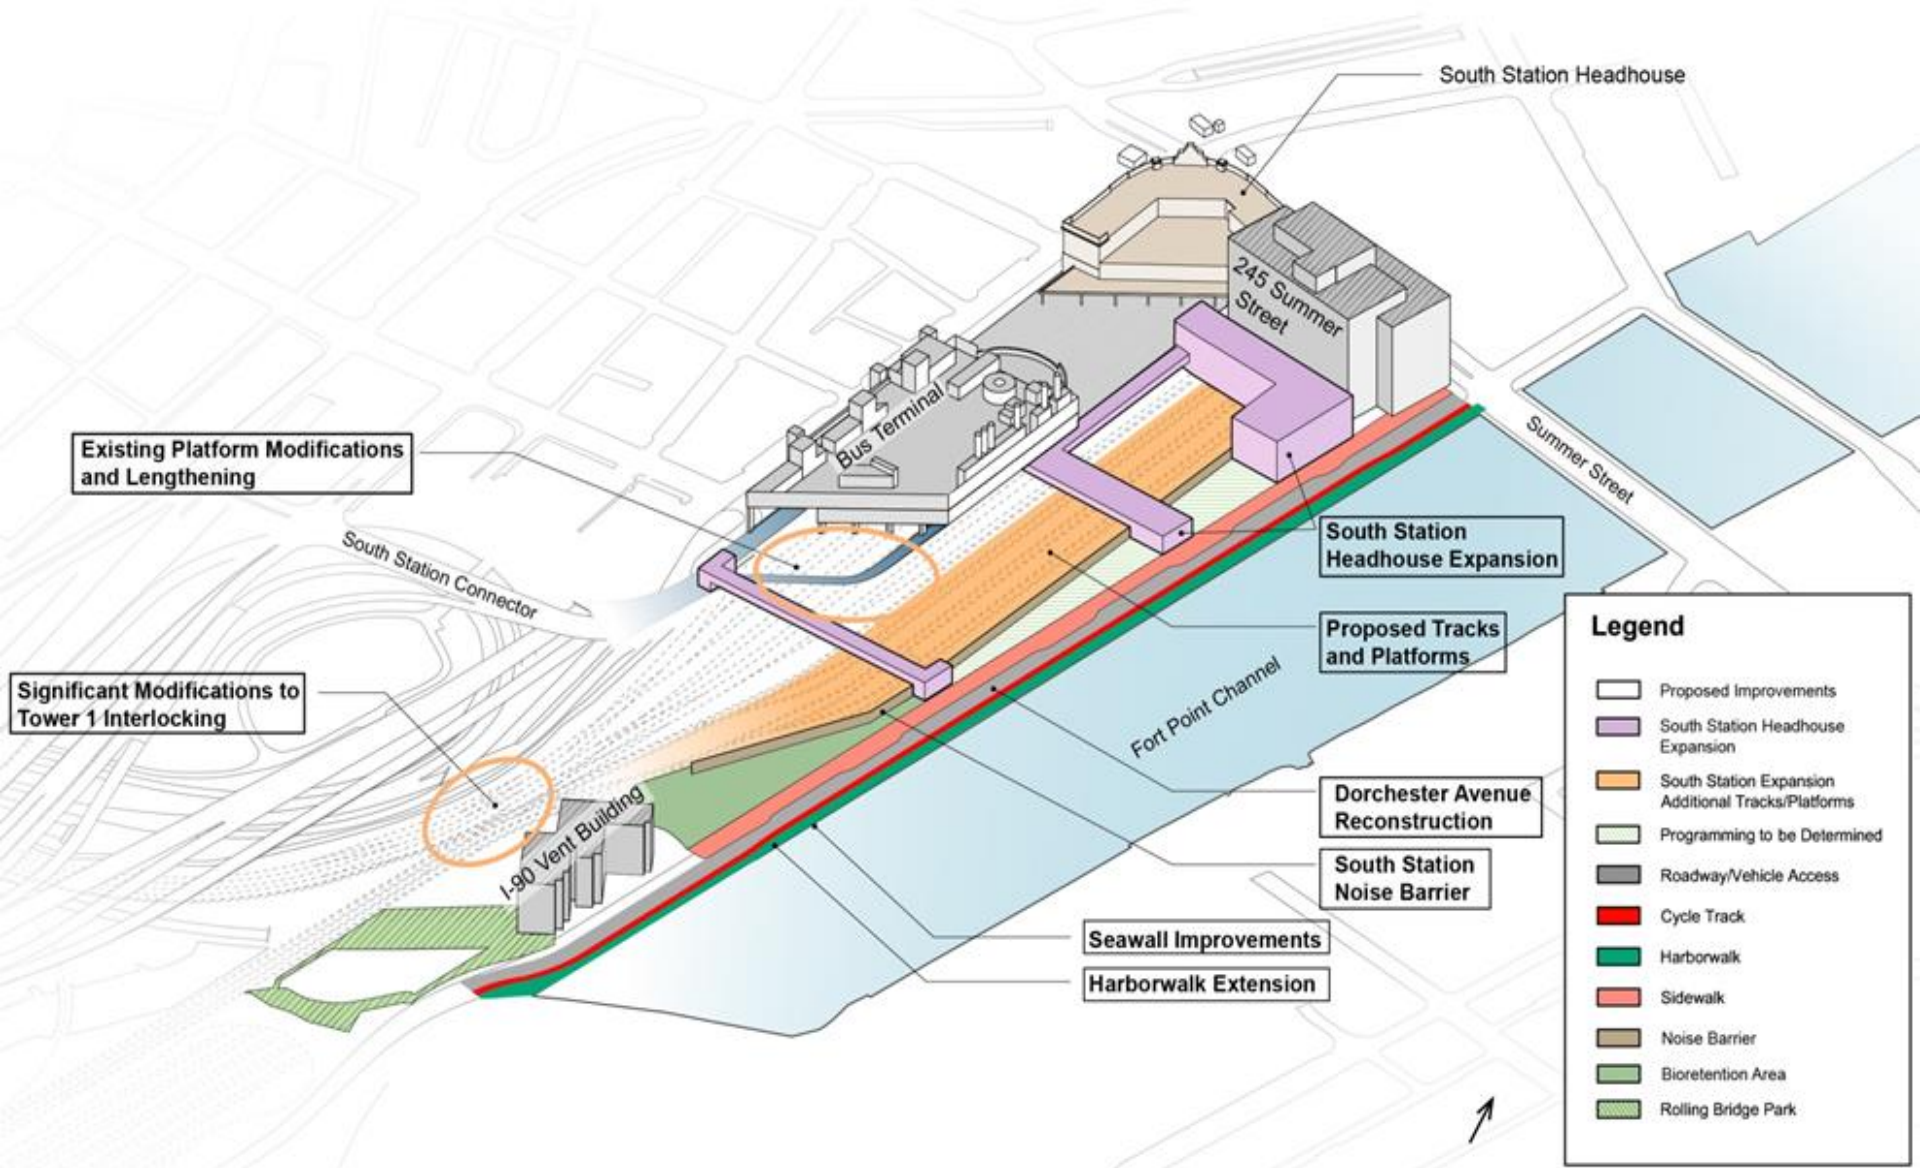 South Station Headhouse
245 Summer
Street
Bus Terminal
Existing Platform Modifications
and Lengthening
Summer Street
South Station Connector
South Station
Headhouse Expansion
Proposed Tracks
and Platforms
Significant Modifications to
Tower 1 Interlocking
Fort Point Channel
I-90 Vent Building
Dorchester Avenue
Reconstruction
South Station
Noise Barrier
Seawall Improvements
Harborwalk Extension
Legend
Proposed Improvements
South Station Headhouse
Expansion
South Station Expansion
Additional Tracks/Platforms
Programming to be Determined
Roadway/Vehicle Access
Cycle Track
Harborwalk
Sidewalk
Noise Barrier
Bioretention Area
Rolling Bridge Park